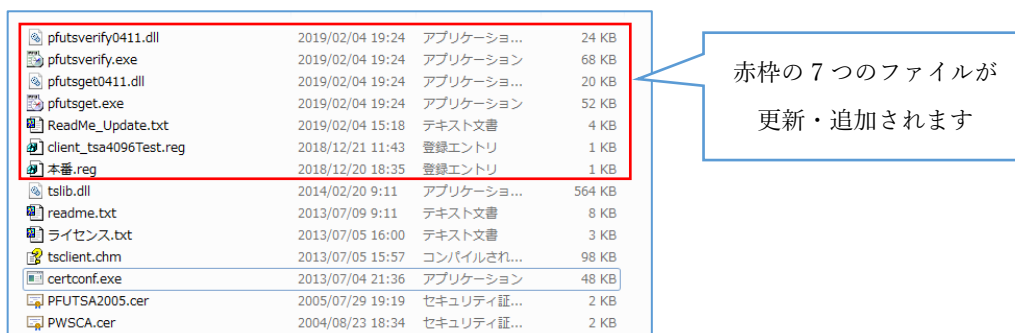 pfutsverify0411.dll 2019/02/04 19:24 アプリケーショ... 24 KB
pfutsverify.exe 2019/02/04 19:24 アプリケーション 68 KB
pfutsget0411.dll 2019/02/04 19:24 アプリケーショ... 20 KB
pfutsget.exe 2019/02/04 19:24 アプリケーション 52 KB
ReadMe_Update.txt 2019/02/04 15:18 テキスト文書 4 KB
client_tsa4096Test.reg 2018/12/21 11:43 登録エントリ 1 KB
本番.reg 2018/12/20 18:35 登録エントリ 1 KB
tslib.dll 2014/02/20 9:11 アプリケーショ... 564 KB
readme.txt 2013/07/09 9:11 テキスト文書 8 KB
ライセンス.txt 2013/07/05 16:00 テキスト文書 3 KB
tsclient.chm 2013/07/05 15:57 コンパイルされ... 98 KB
certconf.exe 2013/07/04 21:36 アプリケーション 48 KB
PFUTSA2005.cer 2005/07/29 19:19 セキュリティ証... 2 KB
PWSCA.cer 2004/08/23 18:34 セキュリティ証... 2 KB
赤枠の7つのファイルが
更新・追加されます